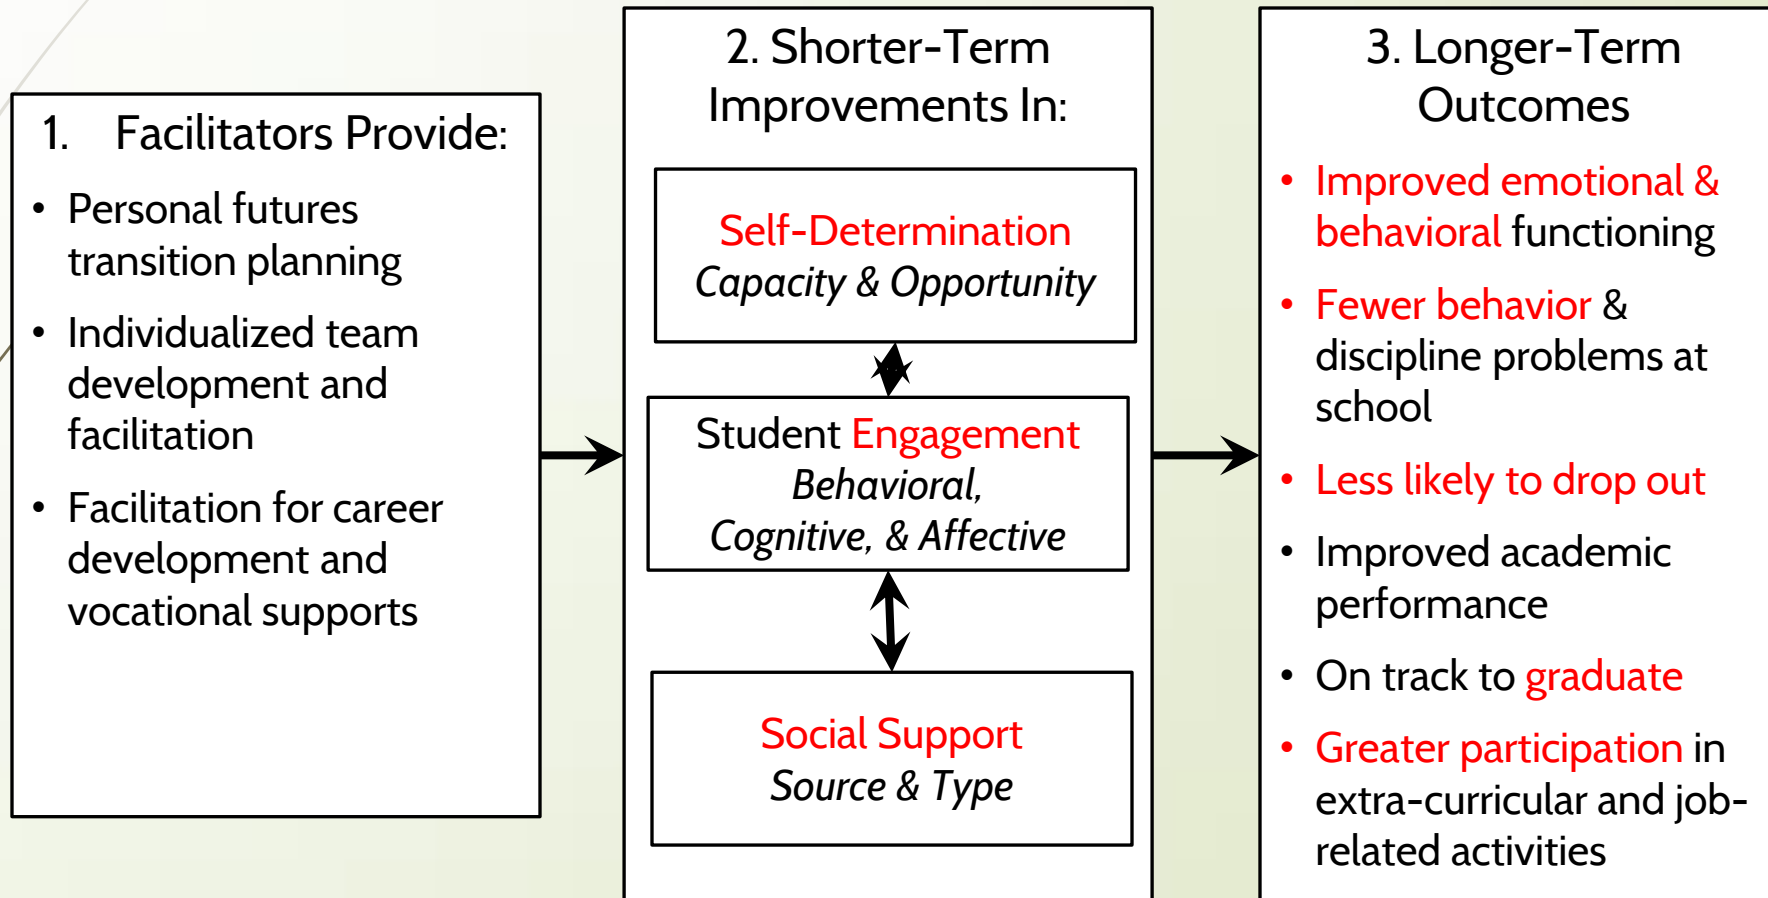 1. Facilitators Provide:
• Personal futures
transition planning
• Individualized team
development and
facilitation
• Facilitation for career
development and
vocational supports
2. Shorter-Term
Improvements In:
Self-Determination
Capacity & Opportunity
Student Engagement
Behavioral,
Cognitive, & Affective
Social Support
Source & Type
3. Longer-Term
Outcomes
• Improved emotional &
behavioral functioning
• Fewer behavior &
discipline problems at
school
• Less likely to drop out
• Improved academic
performance
• On track to graduate
• Greater participation in
extra-curricular and job-
related activities